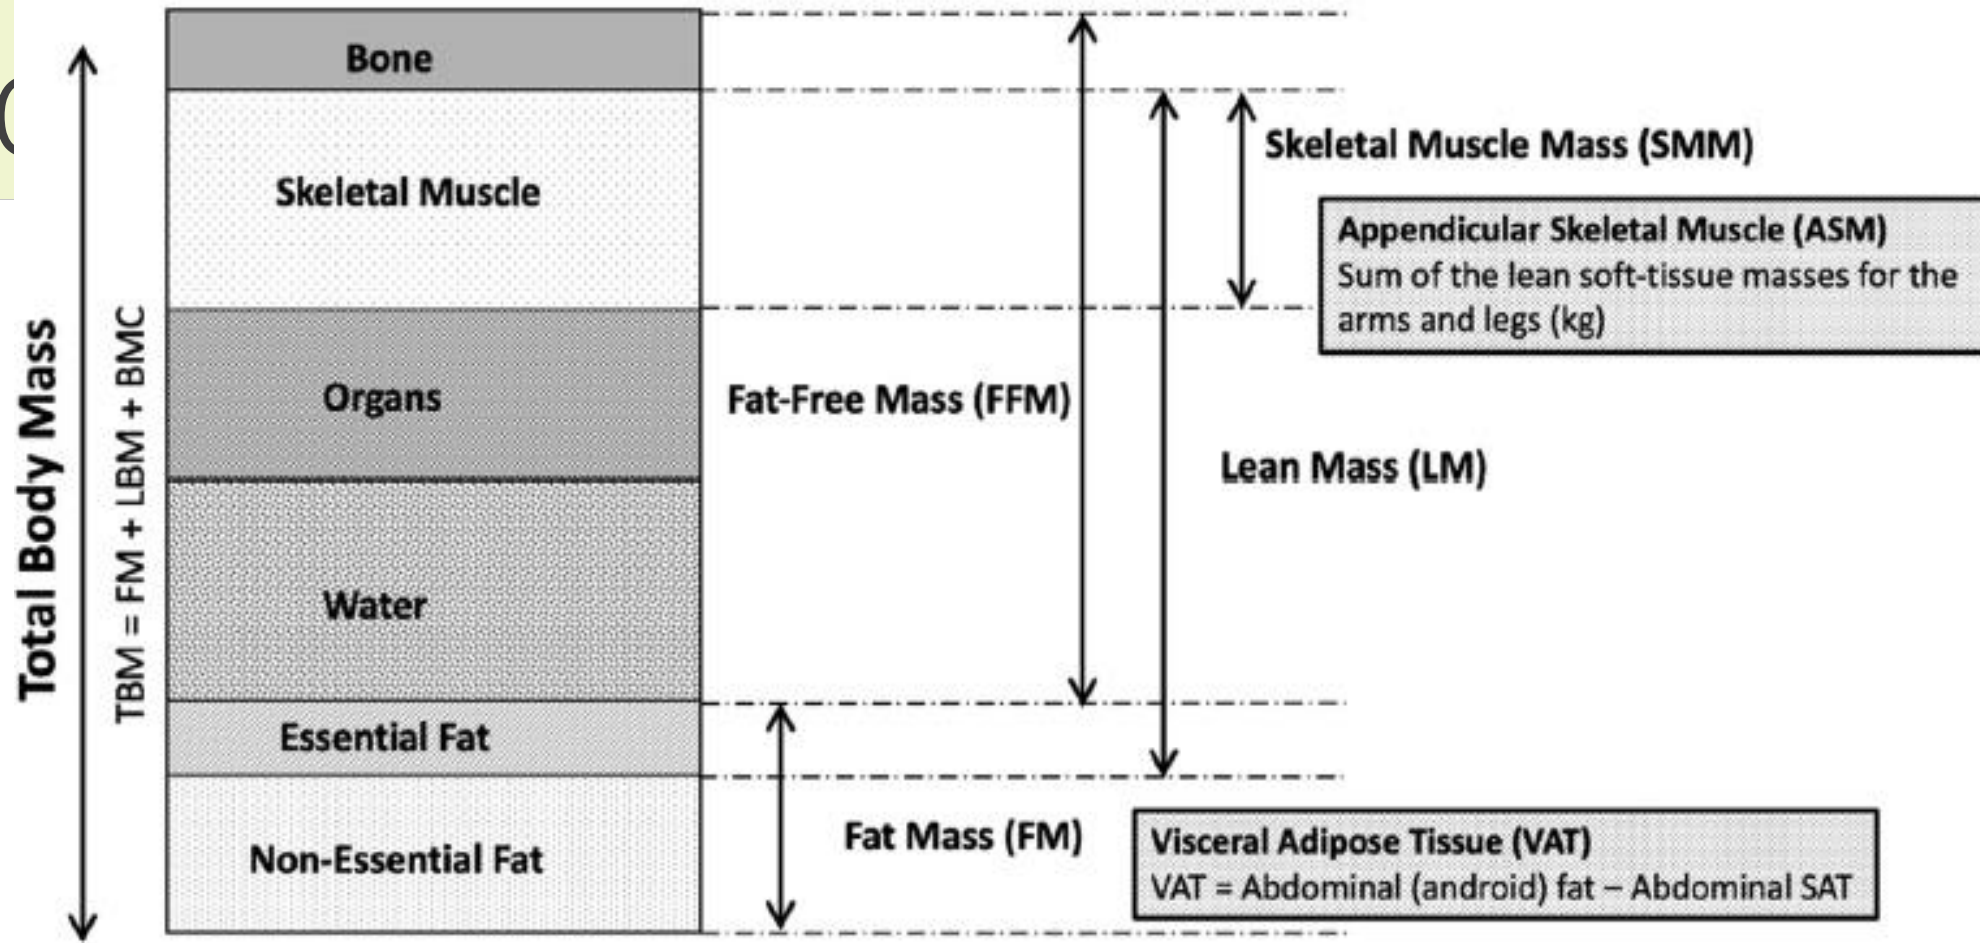 Total Body Mass
TBM = FM + LBM + BMC
Bone
Skeletal Muscle
Organs
Water
Essential Fat
Non-Essential Fat
Skeletal Muscle Mass (SMM)
Appendicular Skeletal Muscle (ASM)
Sum of the lean soft-tissue masses for the
arms and legs (kg)
Fat-Free Mass (FFM)
Lean Mass (LM)
Fat Mass (FM)
Visceral Adipose Tissue (VAT)
VAT = Abdominal (android) fat – Abdominal SAT